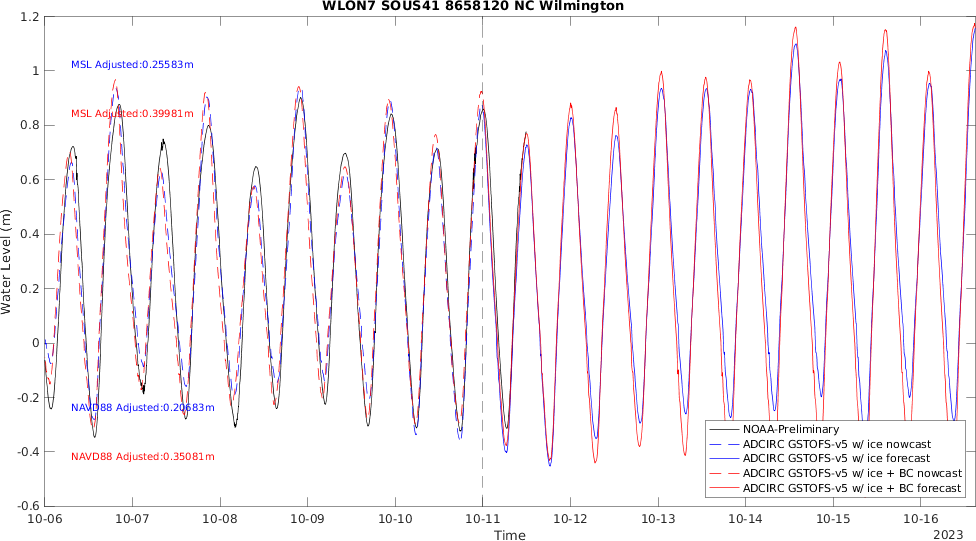 WLON7 SOUS41 8658120 NC Wilmington
1.2
1
0.8
0.6
0.4
0.2
0
-0.2
-0.4
-0.6
Water Level (m)
MSL Adjusted:0.25583m
MSL Adjusted:0.39981m
NAVD88 Adjusted:0.20683m
NAVD88 Adjusted:0.35081m
NOAA-Preliminary
ADCIRC GSTOFS-v5 w/ ice nowcast
ADCIRC GSTOFS-v5 w/ ice forecast
ADCIRC GSTOFS-v5 w/ ice + BC nowcast
ADCIRC GSTOFS-v5 w/ ice + BC forecast
10-06 10-07 10-08 10-09 10-10 10-11 10-12 10-13 10-14 10-15 10-16
Time
2023